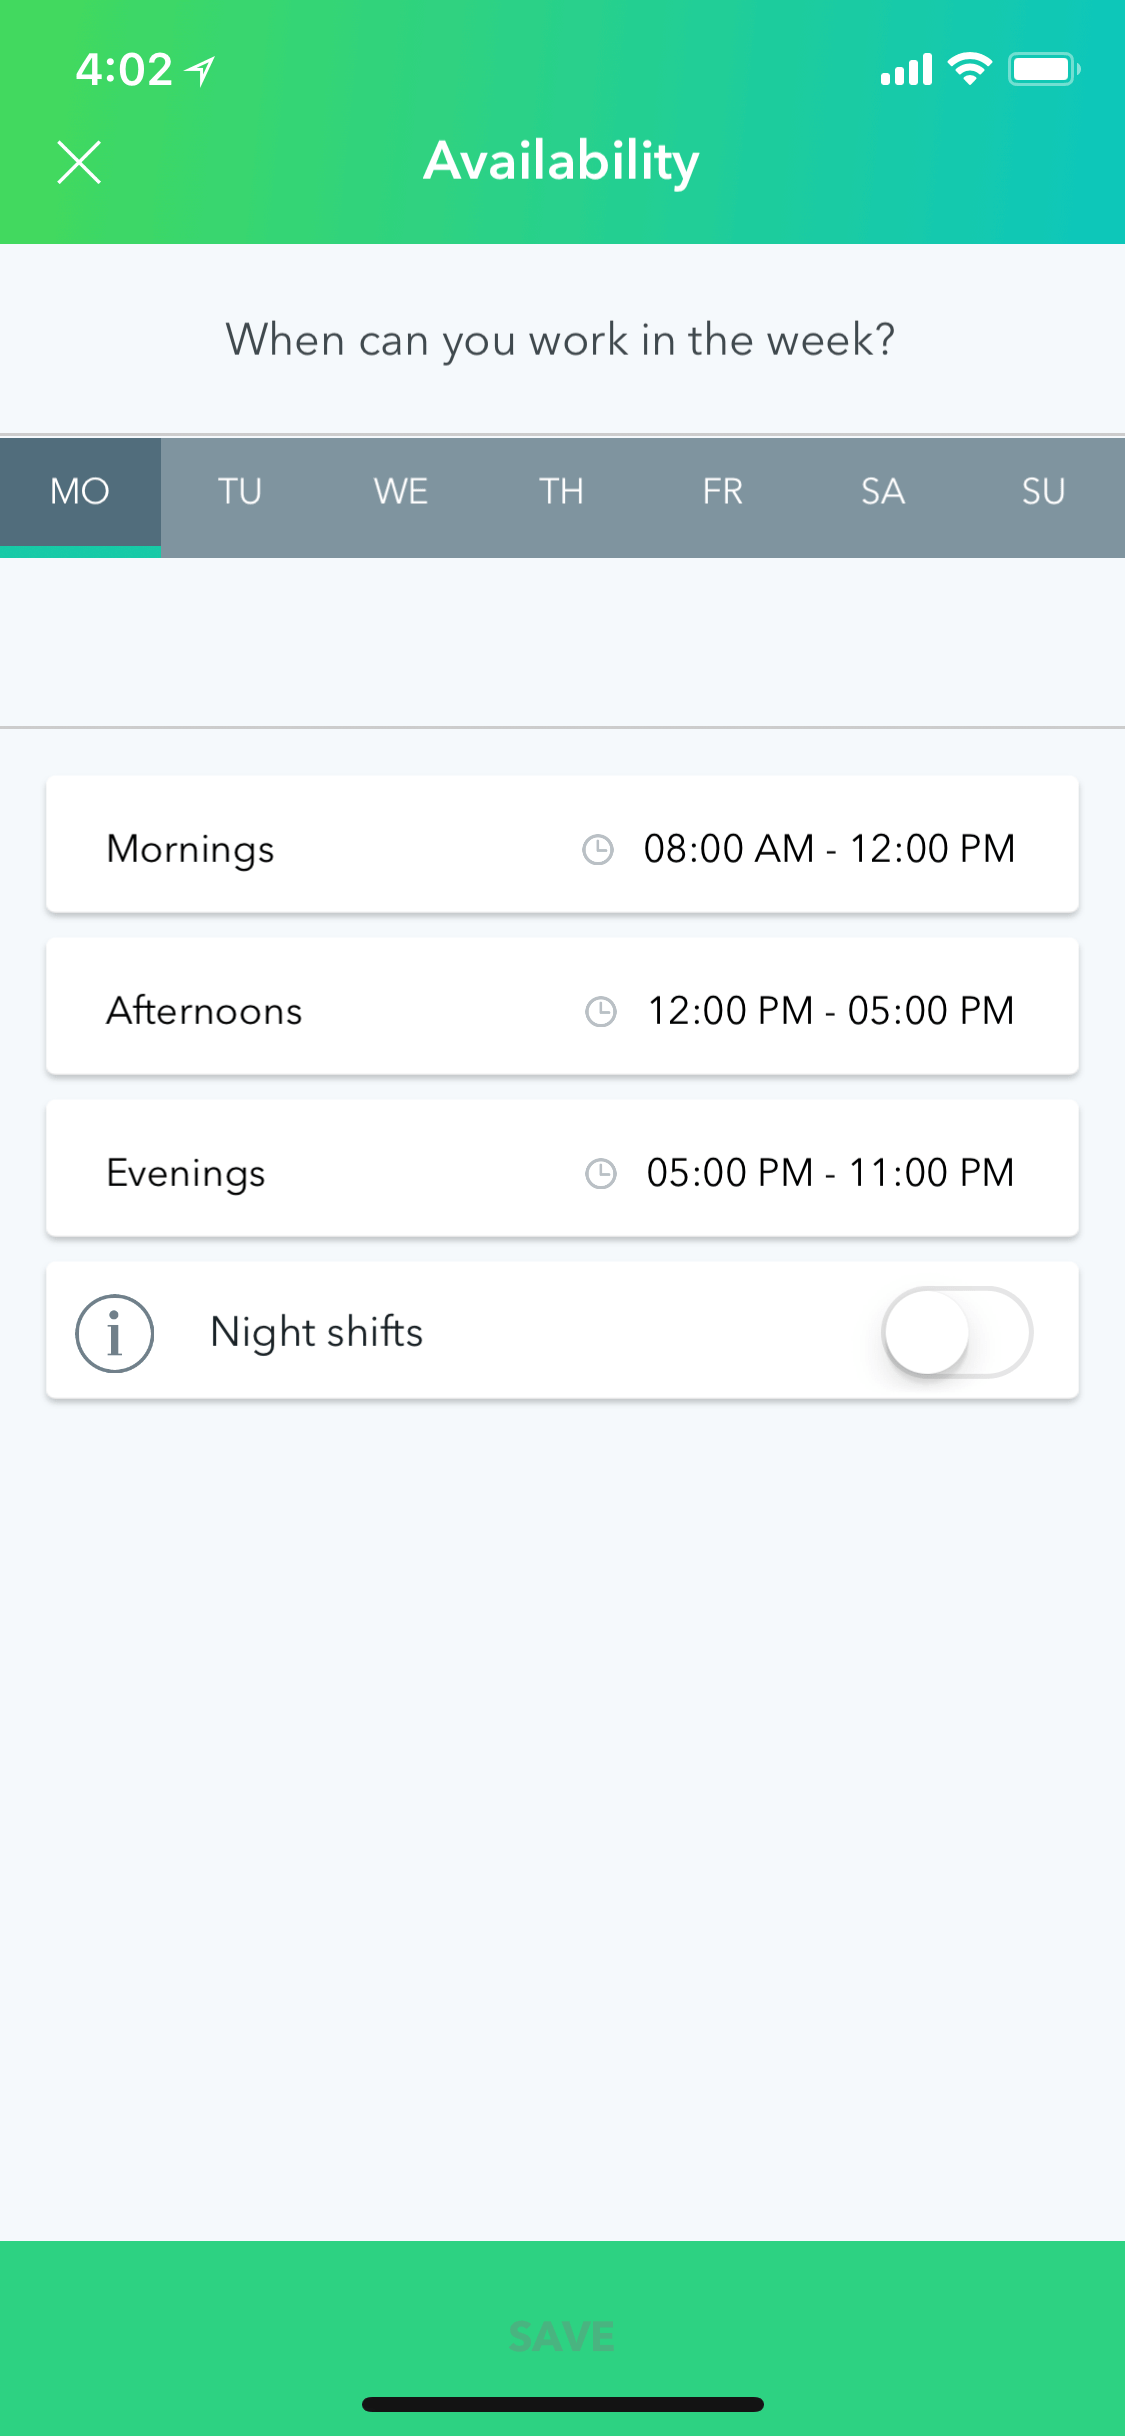 4:02
Availability
When can you work in the week?
MO TU WE TH FR SA SU
Mornings 08:00 AM - 12:00 PM
Afternoons 12:00 PM - 05:00 PM
Evenings 05:00 PM - 11:00 PM
i Night shifts
SAVE